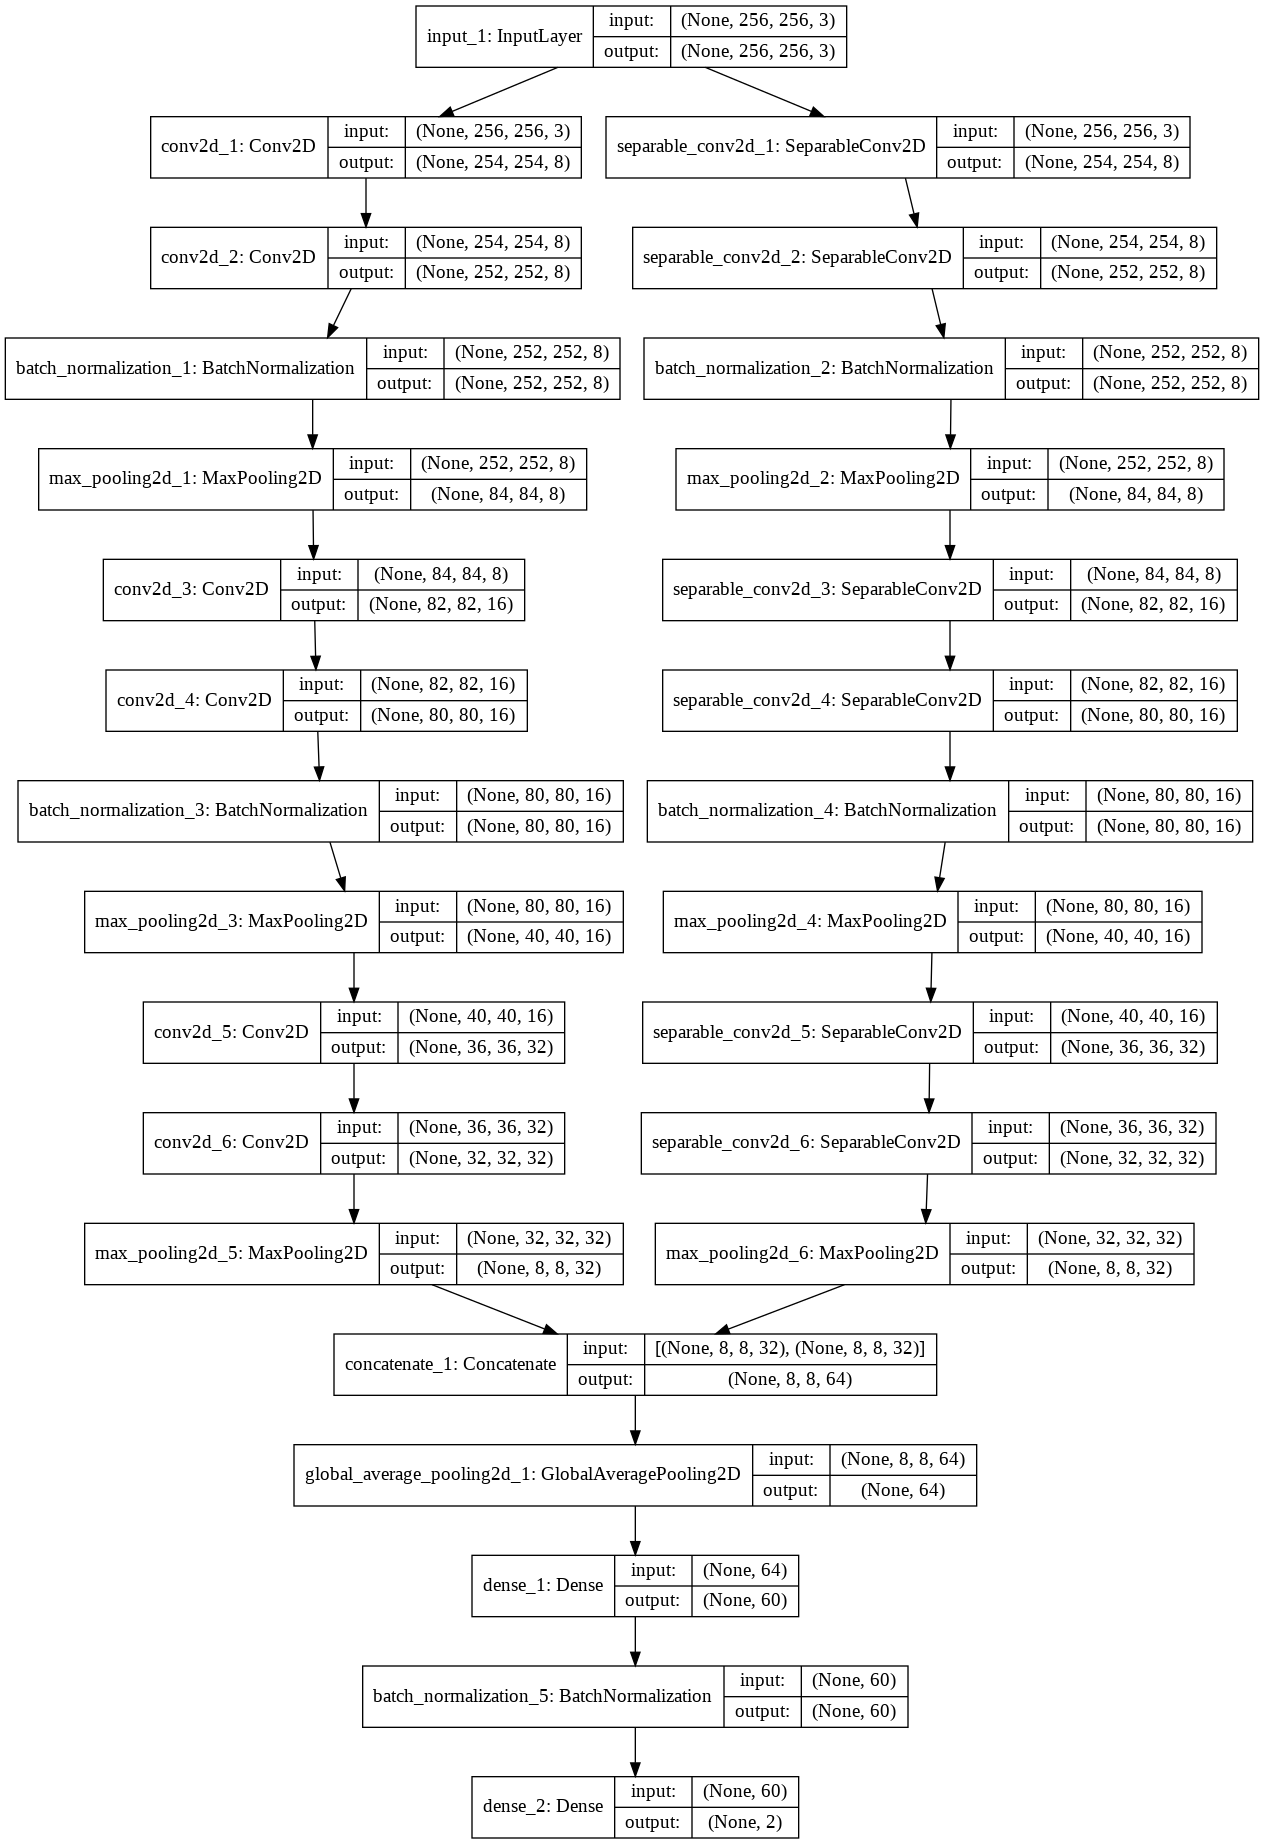 input_1: InputLayer
input: (None, 256, 256, 3)
output: (None, 256, 256, 3)
conv2d_1: Conv2D
input: (None, 256, 256, 3)
output: (None, 254, 254, 8)
separable_conv2d_1: SeparableConv2D
input: (None, 256, 256, 3)
output: (None, 254, 254, 8)
conv2d_2: Conv2D
input: (None, 254, 254, 8)
output: (None, 252, 252, 8)
separable_conv2d_2: SeparableConv2D
input: (None, 254, 254, 8)
output: (None, 252, 252, 8)
batch_normalization_1: BatchNormalization
input: (None, 252, 252, 8)
output: (None, 252, 252, 8)
batch_normalization_2: BatchNormalization
input: (None, 252, 252, 8)
output: (None, 252, 252, 8)
max_pooling2d_1: MaxPooling2D
input: (None, 252, 252, 8)
output: (None, 84, 84, 8)
max_pooling2d_2: MaxPooling2D
input: (None, 252, 252, 8)
output: (None, 84, 84, 8)
conv2d_3: Conv2D
input: (None, 84, 84, 8)
output: (None, 82, 82, 16)
separable_conv2d_3: SeparableConv2D
input: (None, 84, 84, 8)
output: (None, 82, 82, 16)
conv2d_4: Conv2D
input: (None, 82, 82, 16)
output: (None, 80, 80, 16)
separable_conv2d_4: SeparableConv2D
input: (None, 82, 82, 16)
output: (None, 80, 80, 16)
batch_normalization_3: BatchNormalization
input: (None, 80, 80, 16)
output: (None, 80, 80, 16)
batch_normalization_4: BatchNormalization
input: (None, 80, 80, 16)
output: (None, 80, 80, 16)
max_pooling2d_3: MaxPooling2D
input: (None, 80, 80, 16)
output: (None, 40, 40, 16)
max_pooling2d_4: MaxPooling2D
input: (None, 80, 80, 16)
output: (None, 40, 40, 16)
conv2d_5: Conv2D
input: (None, 40, 40, 16)
output: (None, 36, 36, 32)
separable_conv2d_5: SeparableConv2D
input: (None, 40, 40, 16)
output: (None, 36, 36, 32)
conv2d_6: Conv2D
input: (None, 36, 36, 32)
output: (None, 32, 32, 32)
separable_conv2d_6: SeparableConv2D
input: (None, 36, 36, 32)
output: (None, 32, 32, 32)
max_pooling2d_5: MaxPooling2D
input: (None, 32, 32, 32)
output: (None, 8, 8, 32)
max_pooling2d_6: MaxPooling2D
input: (None, 32, 32, 32)
output: (None, 8, 8, 32)
concatenate_1: Concatenate
input: [(None, 8, 8, 32), (None, 8, 8, 32)]
output: (None, 8, 8, 64)
global_average_pooling2d_1: GlobalAveragePooling2D
input: (None, 8, 8, 64)
output: (None, 64)
dense_1: Dense
input: (None, 64)
output: (None, 60)
batch_normalization_5: BatchNormalization
input: (None, 60)
output: (None, 60)
dense_2: Dense
input: (None, 60)
output: (None, 2)